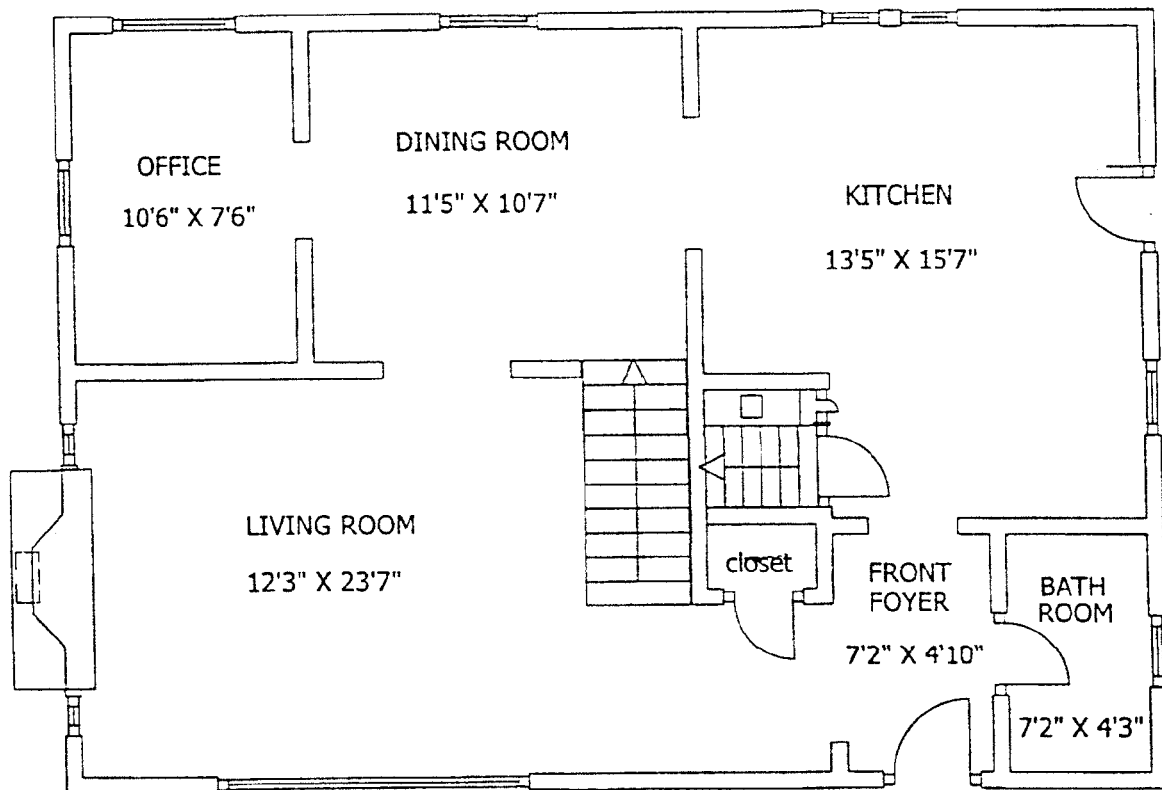 OFFICE
10'6" X 7'6"
DINING ROOM
11'5" X 10'7"
KITCHEN
13'5" X 15'7"
LIVING ROOM
12'3" X 23'7"
closet
FRONT
FOYER
7'2" X 4'10"
BATH
ROOM
7'2" X 4'3"